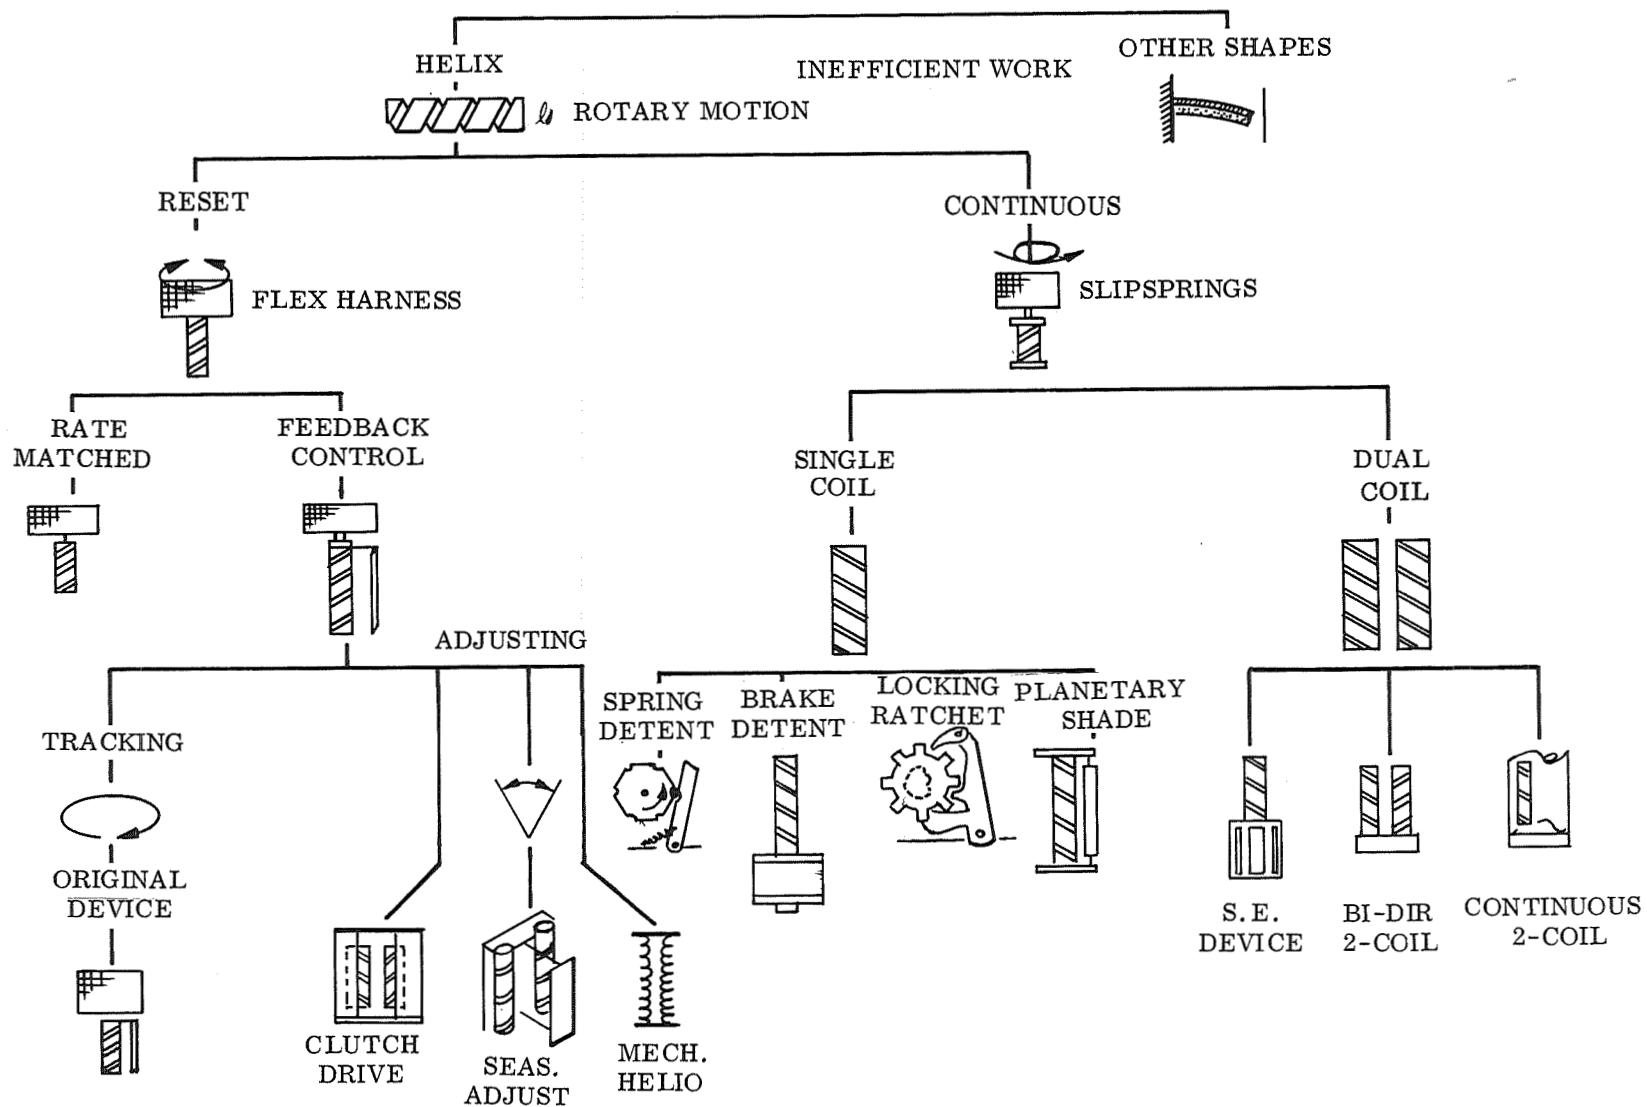 HELIX
INEFFICIENT WORK
OTHER SHAPES
ROTARY MOTION
RESET
CONTINUOUS
FLEX HARNESS
SLIPSPRINGS
RATE
MATCHED
FEEDBACK
CONTROL
SINGLE
COIL
DUAL
COIL
ADJUSTING
TRACKING
SPRING
DETENT
BRAKE
DETENT
LOCKING
RATCHET
PLANETARY
SHADE
ORIGINAL
DEVICE
S.E.
DEVICE
BI-DIR
2-COIL
CONTINUOUS
2-COIL
CLUTCH
DRIVE
SEAS.
ADJUST
MECH.
HELIO